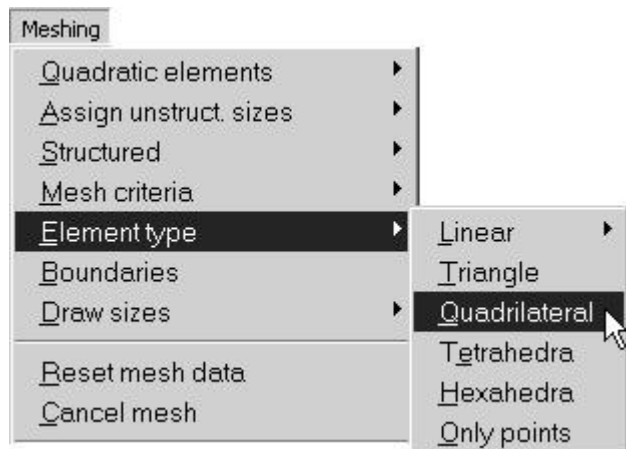 Meshing
Quadratic elements
Assign unstruct. sizes
Structured
Mesh criteria
Element type
Boundaries
Draw sizes
Reset mesh data
Cancel mesh
Linear
Triangle
Quadrilateral
Tetrahedra
Hexahedra
Only points